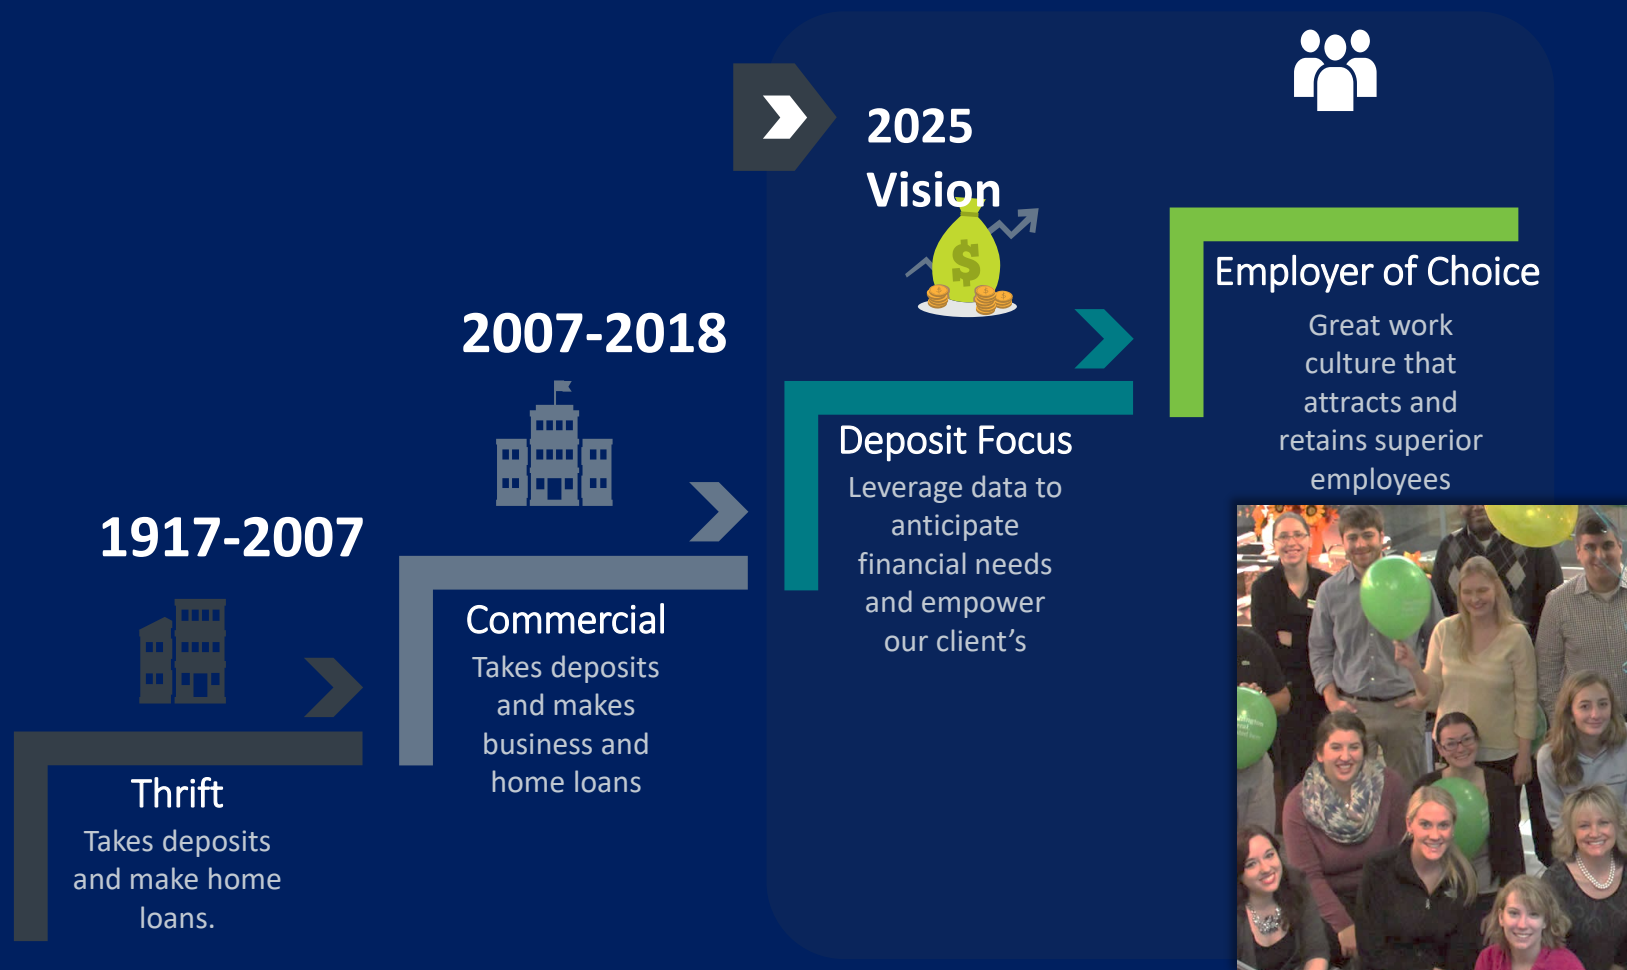 2025
Vision
Employer of Choice
Great work
culture that
attracts and
retains superior
employees
2007-2018
Deposit Focus
Leverage data to
anticipate
financial needs
and empower
our client’s
1917-2007
Commercial
Takes deposits
and makes
business and
home loans
Thrift
Takes deposits
and make home
loans.